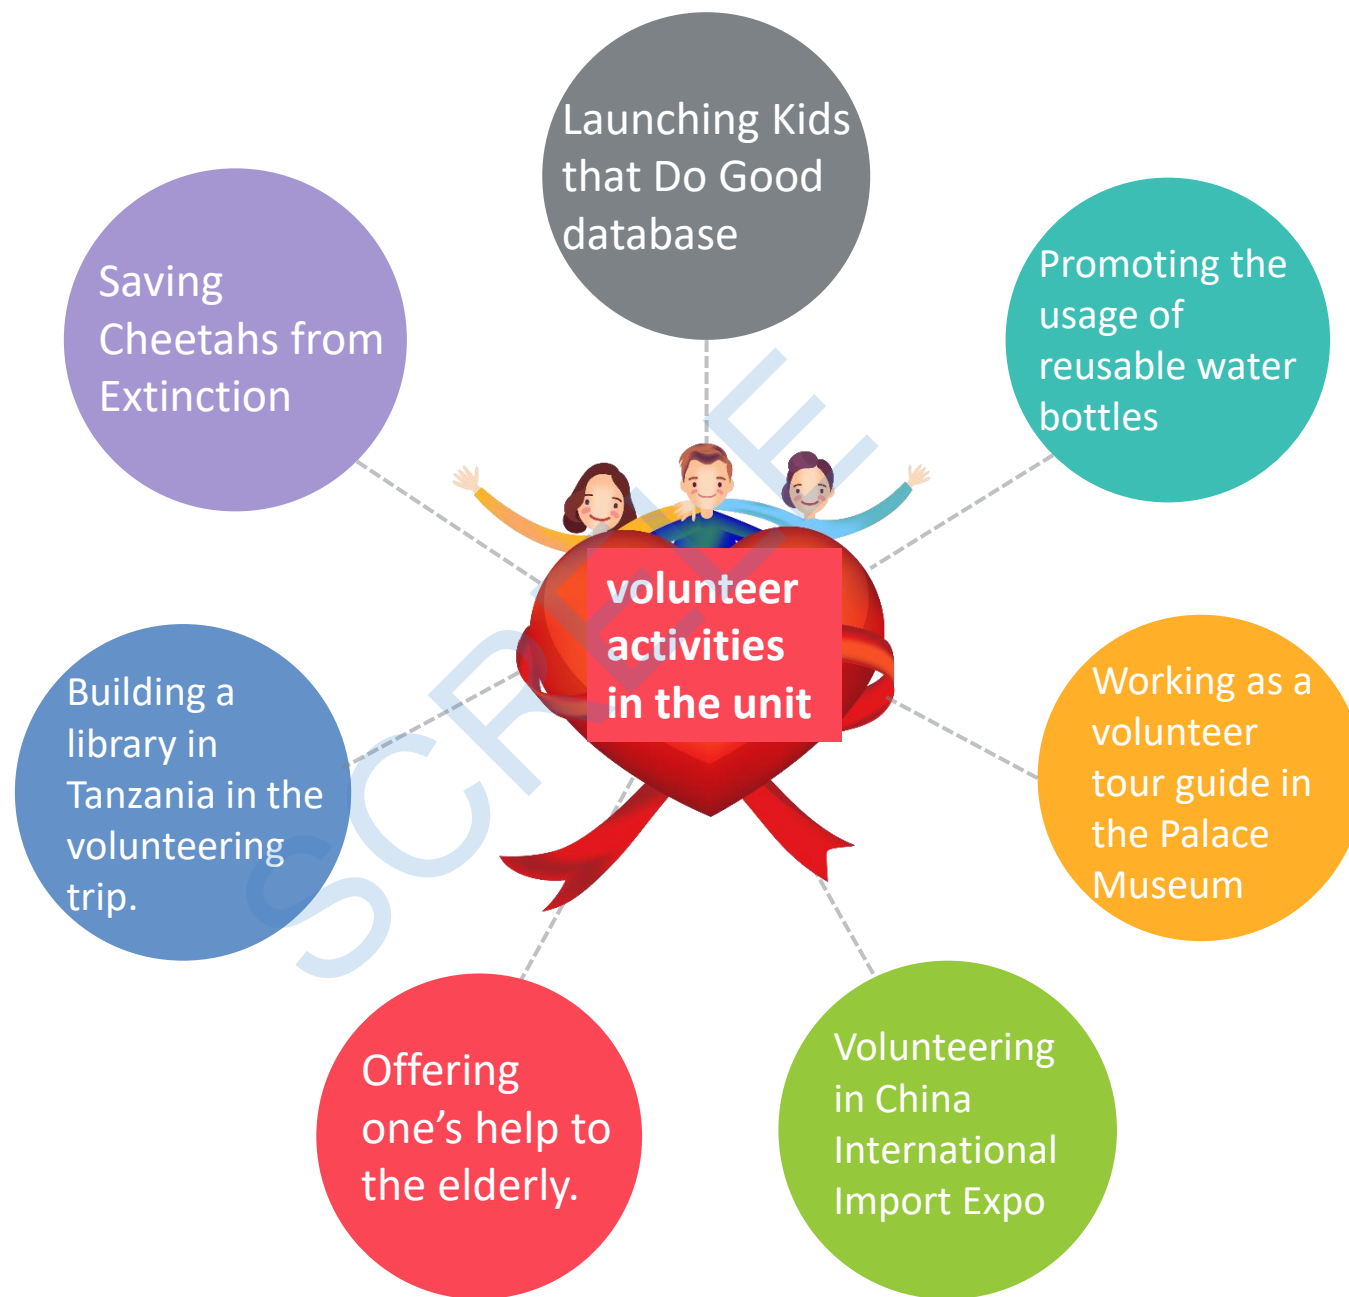 Launching Kids
that Do Good
database
Saving
Cheetahs from
Extinction
Promoting the
usage of
reusable water
bottles
volunteer
activities
in the unit
Building a
library in
Tanzania in the
volunteering
trip.
Working as a
volunteer
tour guide in
the Palace
Museum
Offering
one’s help to
the elderly.
Volunteering
in China
International
Import Expo
SCREEE